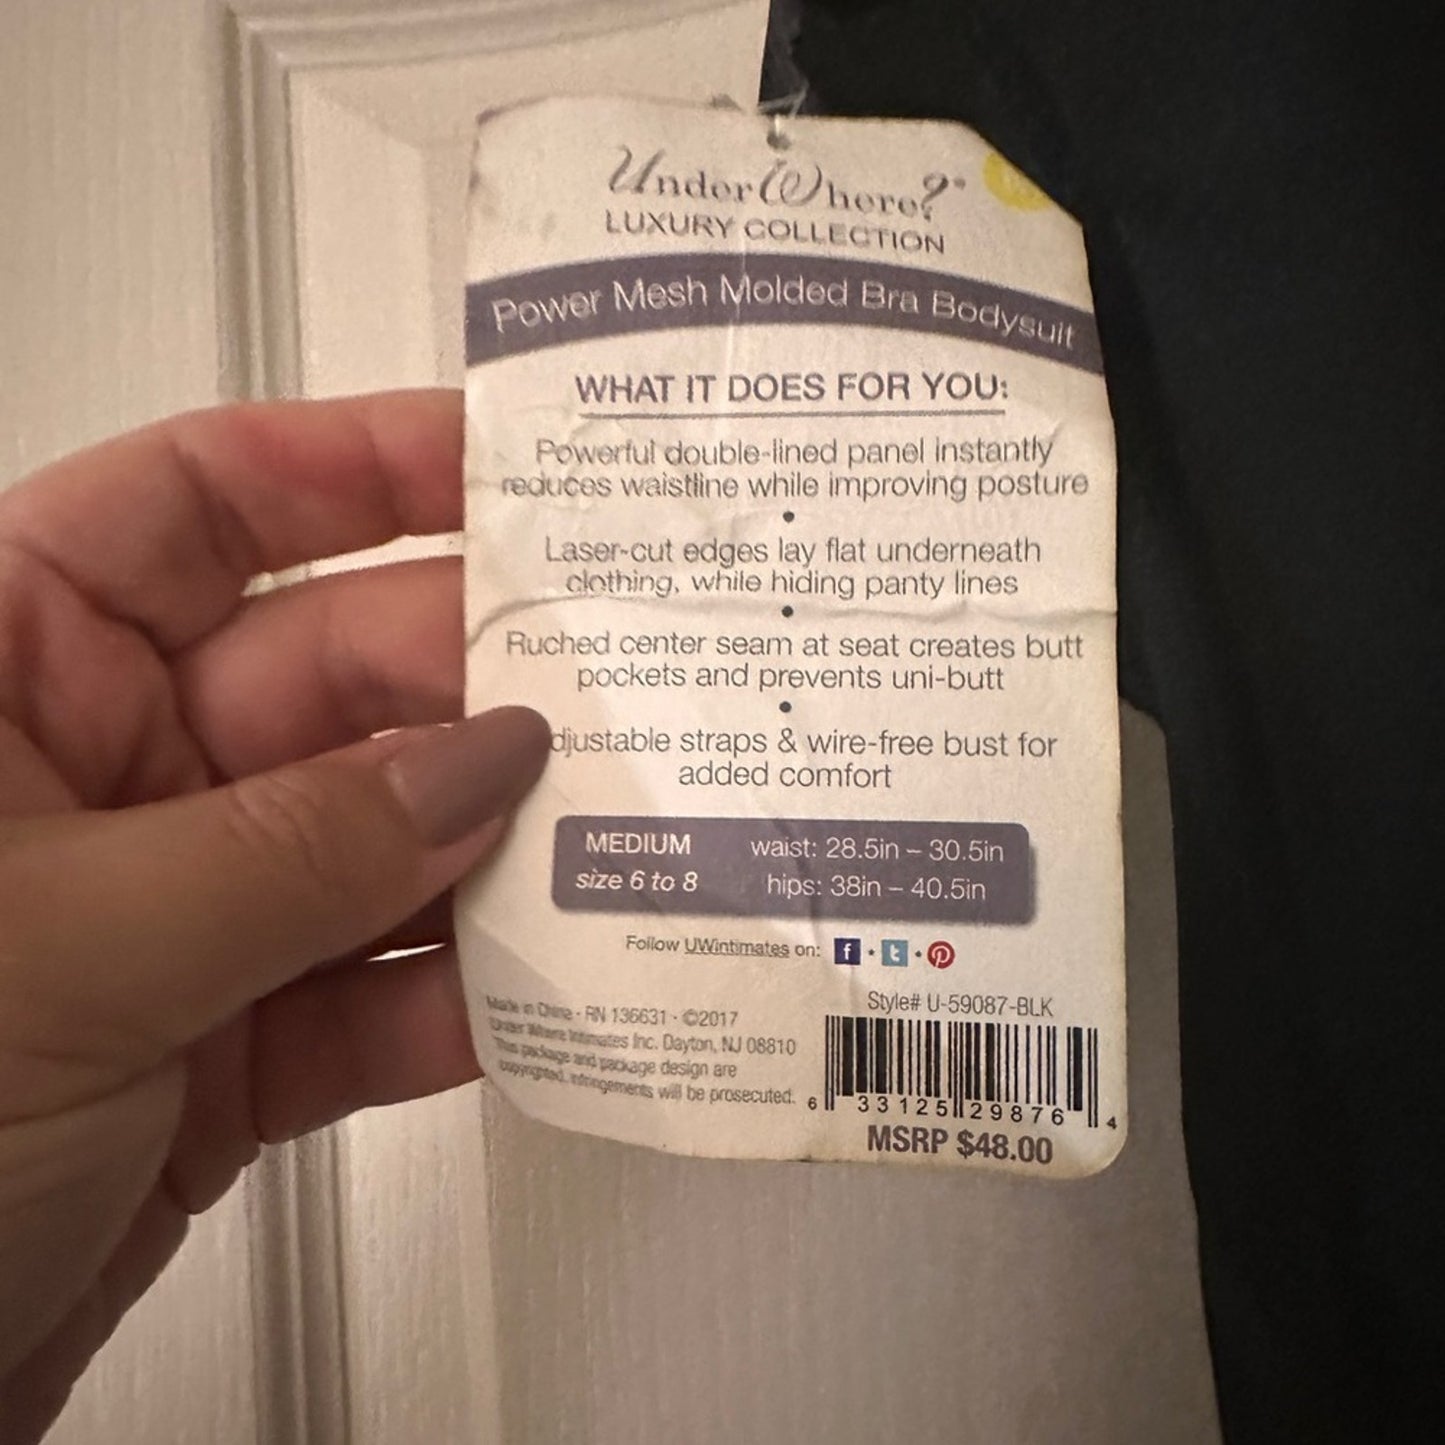 UnderWhere?
LUXURY COLLECTION
Power Mesh Molded Bra Bodysuit
WHAT IT DOES FOR YOU:
Powerful double-lined panel instantly
reduces waistline while improving posture
•
Laser-cut edges lay flat underneath
clothing, while hiding panty lines
•
Ruched center seam at seat creates butt
pockets and prevents uni-butt
•
djustable straps & wire-free bust for
added comfort
MEDIUM waist: 28.5in – 30.5in
size 6 to 8 hips: 38in – 40.5in
Follow UWintimates on: f • t • p
Made in China · RN 136631 · ©2017
Under Where Intimates Inc. Dayton, NJ 08810
This package and package design are
copyrighted, infringements will be prosecuted.
Style# U-59087-BLK
6 33125 29876 4
MSRP $48.00